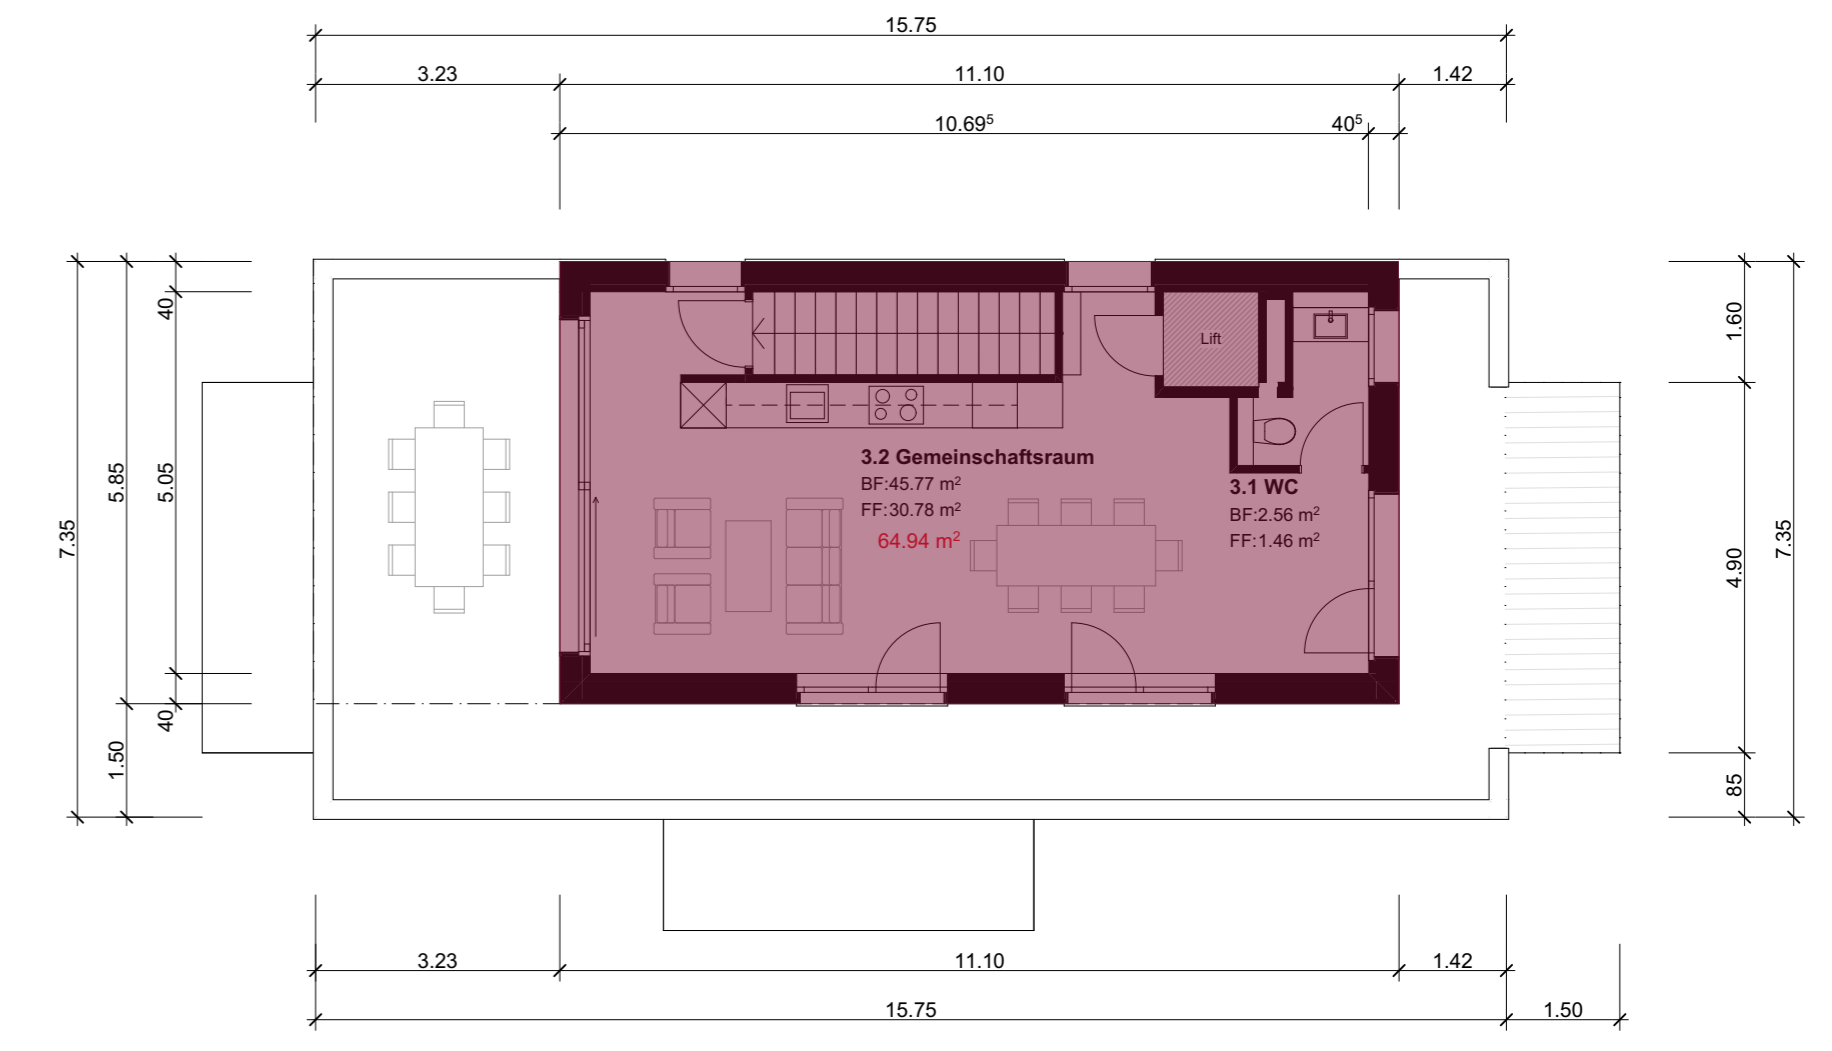 15.75
3.23 11.10 1.42
10.69⁵ 40⁵
40
5.05
5.85
7.35
40
1.50
1.60
4.90
7.35
85
Lift
3.2 Gemeinschaftsraum
BF:45.77 m²
FF:30.78 m²
64.94 m²
3.1 WC
BF:2.56 m²
FF:1.46 m²
3.23 11.10 1.42
15.75 1.50